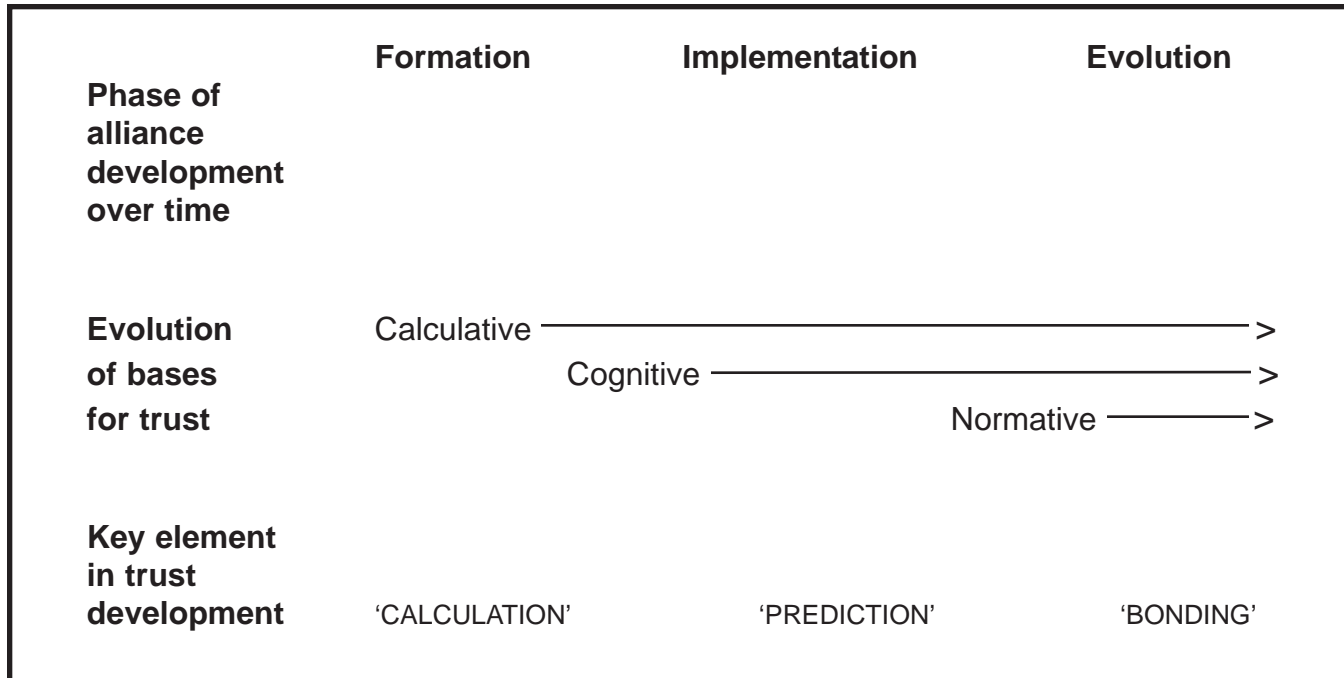 Formation Implementation Evolution
Phase of
alliance
development
over time
Evolution Calculative >
of bases Cognitive >
for trust Normative >
Key element
in trust
development ‘CALCULATION’ ‘PREDICTION’ ‘BONDING’